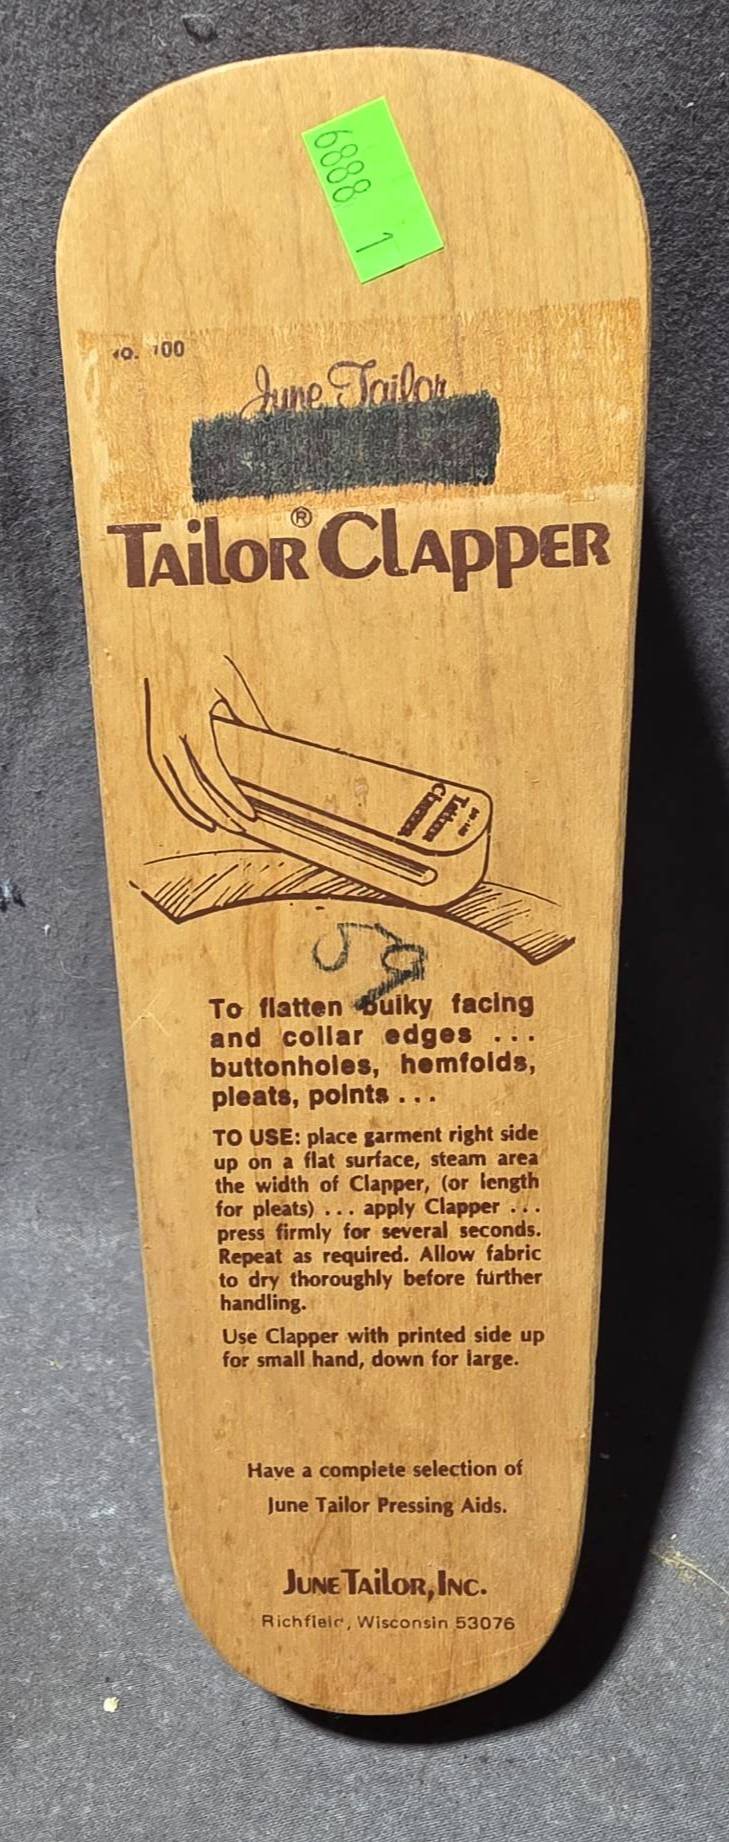 6888 1
No. 100
June Tailor
Tailor® Clapper
59
To flatten bulky facing
and collar edges ...
buttonholes, hemfolds,
pleats, points ...
TO USE: place garment right side
up on a flat surface, steam area
the width of Clapper, (or length
for pleats) ... apply Clapper ...
press firmly for several seconds.
Repeat as required. Allow fabric
to dry thoroughly before further
handling.
Use Clapper with printed side up
for small hand, down for large.
Have a complete selection of
June Tailor Pressing Aids.
June Tailor, Inc.
Richfield, Wisconsin 53076